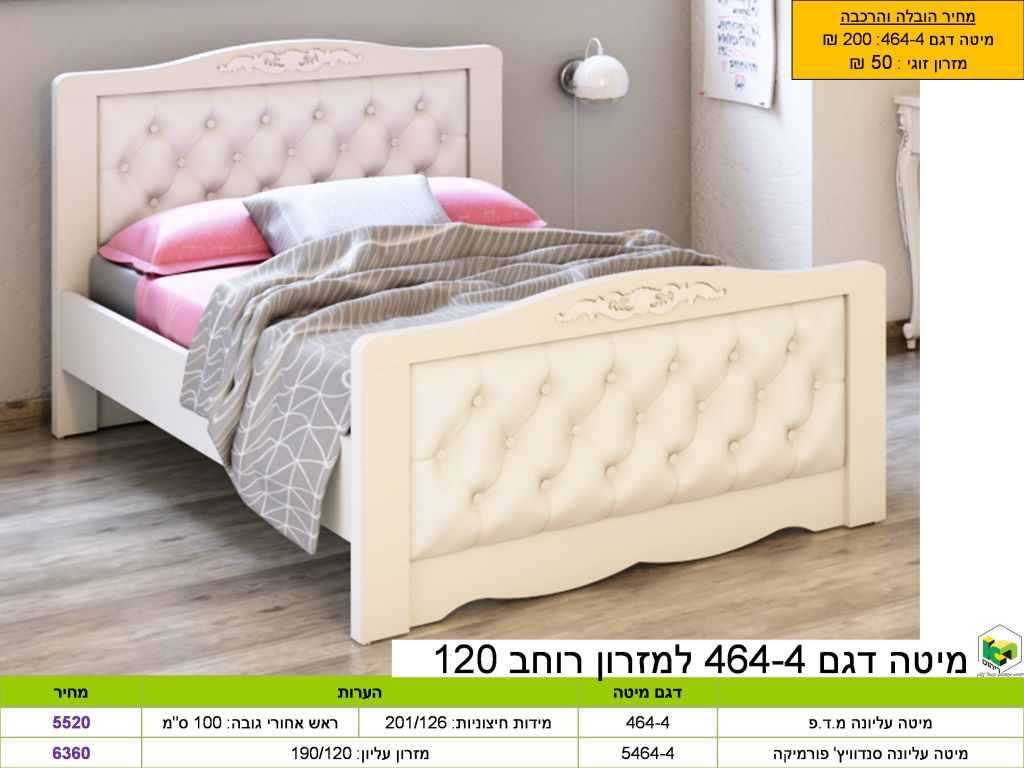 מחיר הובלה והרכבה
מיטה דגם 464-4: 200 ₪
מזרון זוגי : 50 ₪
מיטה דגם 464-4 למזרון רוחב 120
דגם מיטה הערות מחיר
מיטה עליונה מ.ד.פ 464-4 מידות חיצוניות: 201/126 ראש אחורי גובה: 100 ס"מ 5520
מיטה עליונה סנדוויץ' פורמיקה 5464-4 מזרון עליון: 190/120 6360